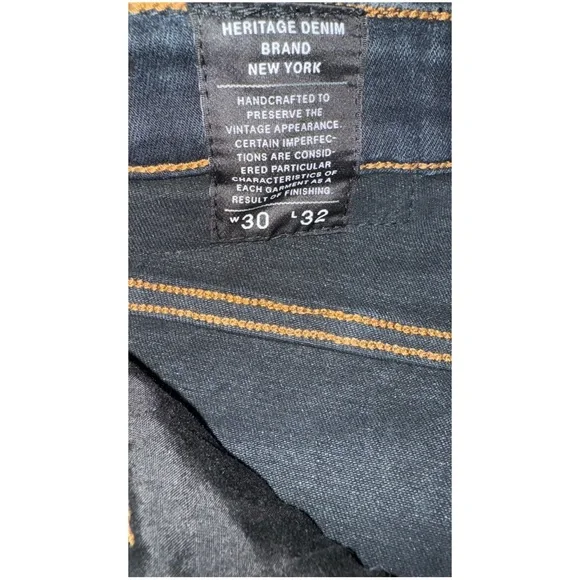 HERITAGE DENIM
BRAND
NEW YORK
HANDCRAFTED TO
PRESERVE THE
VINTAGE APPEARANCE.
CERTAIN IMPERFEC-
TIONS ARE CONSID-
ERED PARTICULAR
CHARACTERISTICS OF
EACH GARMENT AS A
RESULT OF FINISHING.
W30 L32